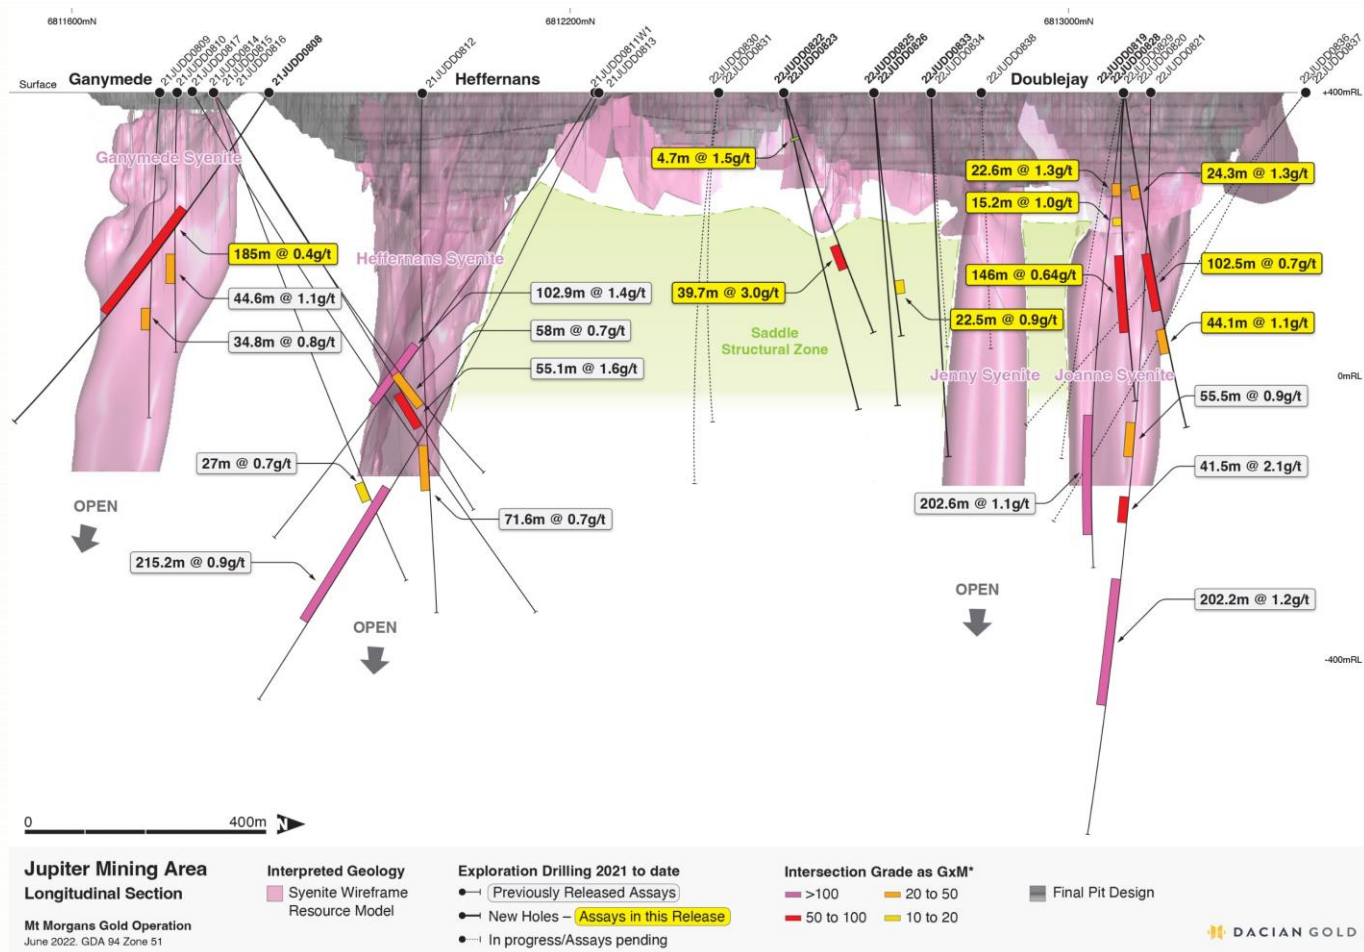 6811600mN
6812200mN
6813000mN
21JUDD0809
21JUDD0810
21JUDD0817
21JUDD0814
21JUDD0815
21JUDD0816
21JUDD0808
21JUDD0812
21JUDD0811W1
21JUDD0813
22JUDD0830
22JUDD0831
22JUDD0822
22JUDD0823
22JUDD0825
22JUDD0826
22JUDD0833
22JUDD0834
22JUDD0838
22JUDD0819
22JUDD0828
22JUDD0829
22JUDD0820
22JUDD0821
22JUDD0836
22JUDD0837
Surface
Ganymede
Heffernans
Doublejay
+400mRL
Ganymede Syenite
4.7m @ 1.5g/t
22.6m @ 1.3g/t
24.3m @ 1.3g/t
15.2m @ 1.0g/t
185m @ 0.4g/t
Heffernans Syenite
146m @ 0.64g/t
102.5m @ 0.7g/t
44.6m @ 1.1g/t
102.9m @ 1.4g/t
39.7m @ 3.0g/t
22.5m @ 0.9g/t
44.1m @ 1.1g/t
34.8m @ 0.8g/t
58m @ 0.7g/t
Saddle
Structural Zone
55.1m @ 1.6g/t
Jenny Syenite
Joanne Syenite
0mRL
55.5m @ 0.9g/t
27m @ 0.7g/t
41.5m @ 2.1g/t
OPEN
202.6m @ 1.1g/t
71.6m @ 0.7g/t
215.2m @ 0.9g/t
OPEN
202.2m @ 1.2g/t
OPEN
-400mRL
0
400m
N
Jupiter Mining Area
Longitudinal Section
Mt Morgans Gold Operation
June 2022. GDA 94 Zone 51
Interpreted Geology
Syenite Wireframe
Resource Model
Exploration Drilling 2021 to date
Previously Released Assays
New Holes – Assays in this Release
In progress/Assays pending
Intersection Grade as GxM*
>100
20 to 50
50 to 100
10 to 20
Final Pit Design
DACIAN GOLD